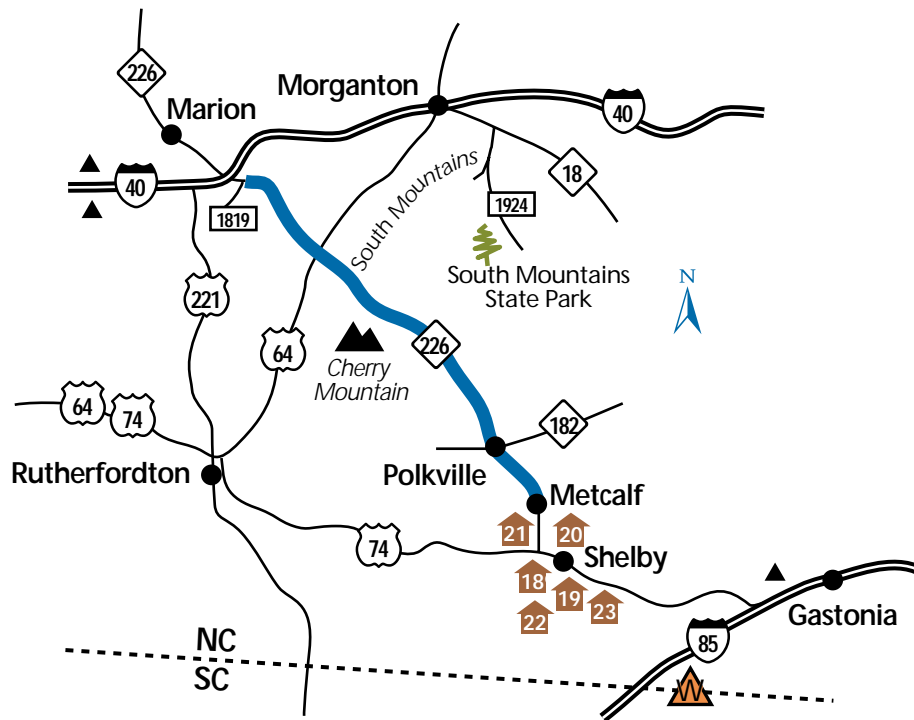 226
Marion
Morganton
40
40
18
South Mountains
1819
1924
South Mountains
State Park
N
221
64
226
Cherry
Mountain
64
74
182
Rutherfordton
Polkville
Metcalf
21
20
74
Shelby
18
19
23
22
Gastonia
85
NC
SC
W